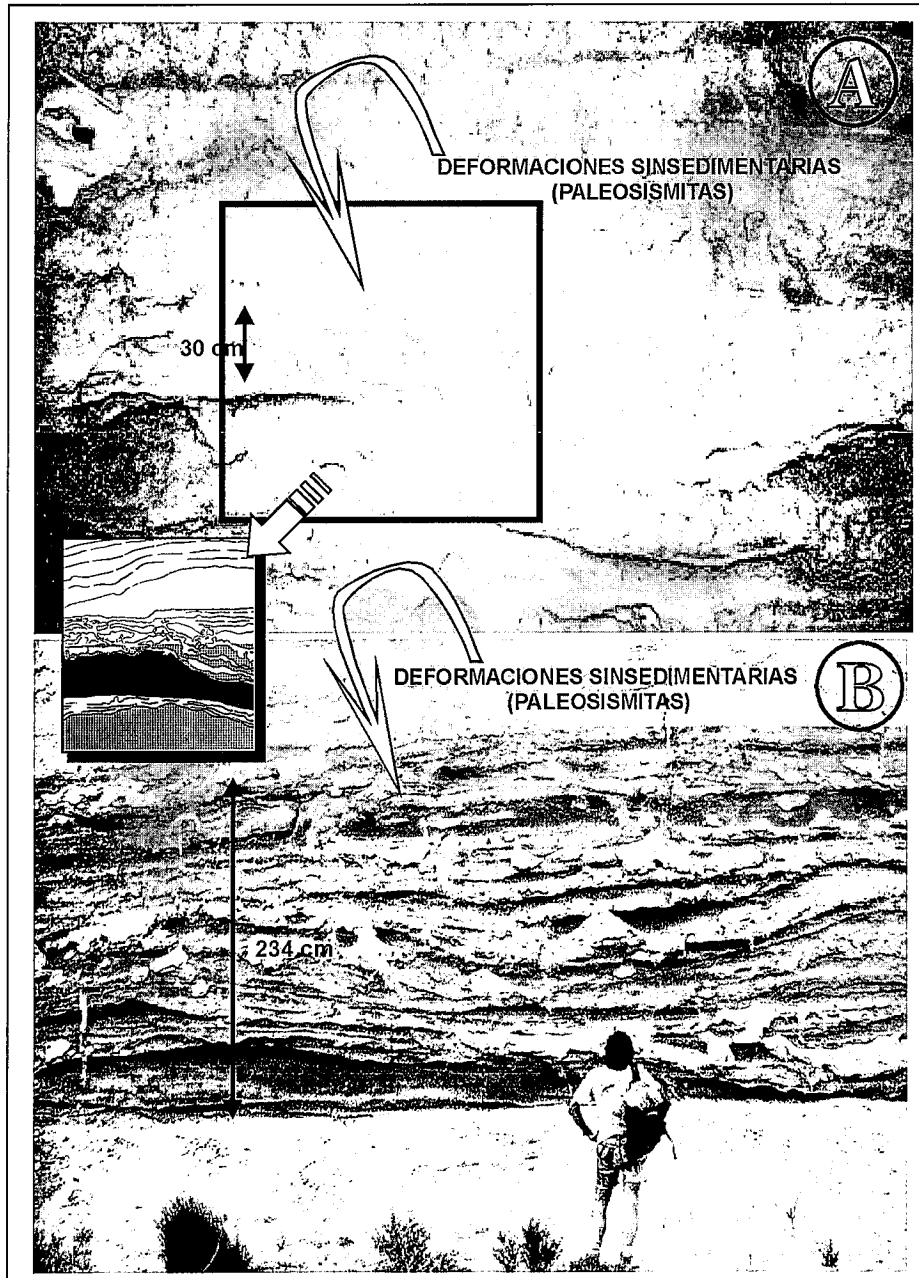 A
DEFORMACIONES SINSEDIMENTARIAS
(PALEOSISMITAS)
30 cm
DEFORMACIONES SINSEDIMENTARIAS
(PALEOSISMITAS)
B
234 cm